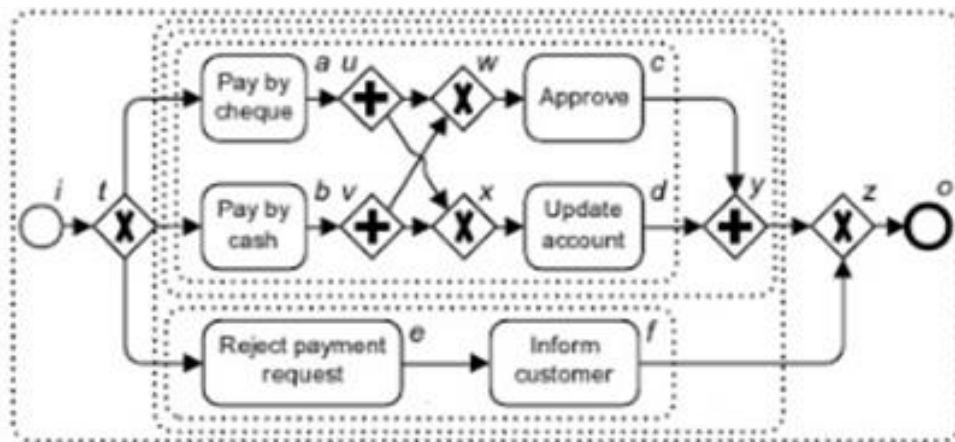 i
t
Pay by
cheque
a
u
w
Approve
c
Pay by
cash
b
v
x
Update
account
d
y
z
o
Reject payment
request
e
Inform
customer
f